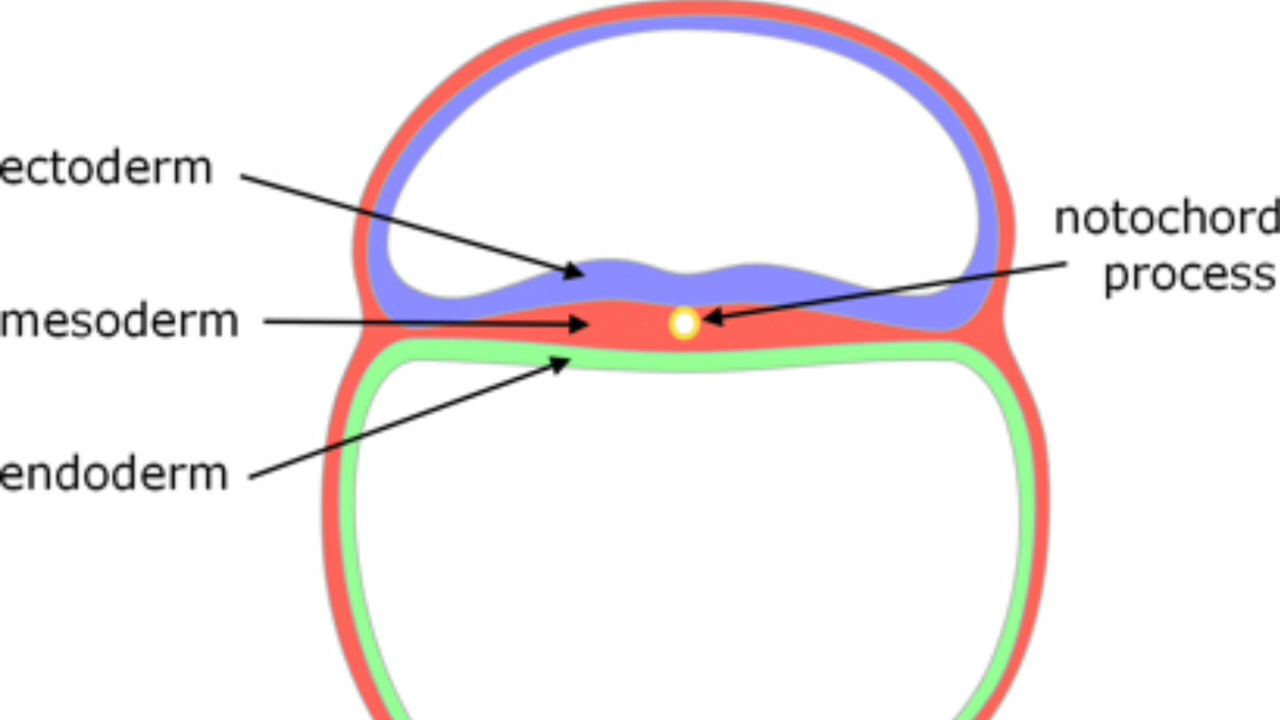 ectoderm
notochord
process
mesoderm
endoderm